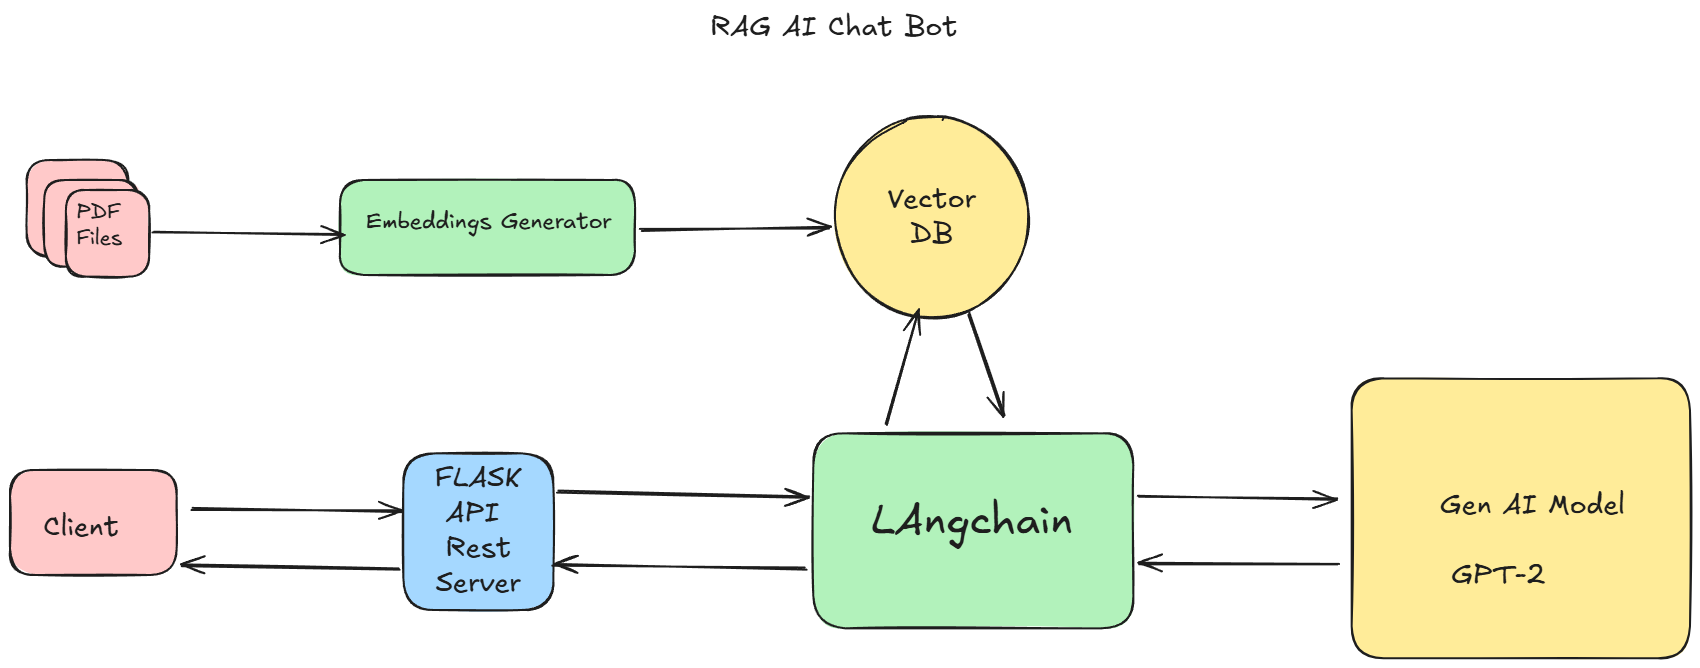 RAG AI Chat Bot
PDF
Files
Embeddings Generator
Vector
DB
Client
FLASK
API
Rest
Server
LAngchain
Gen AI Model
GPT-2